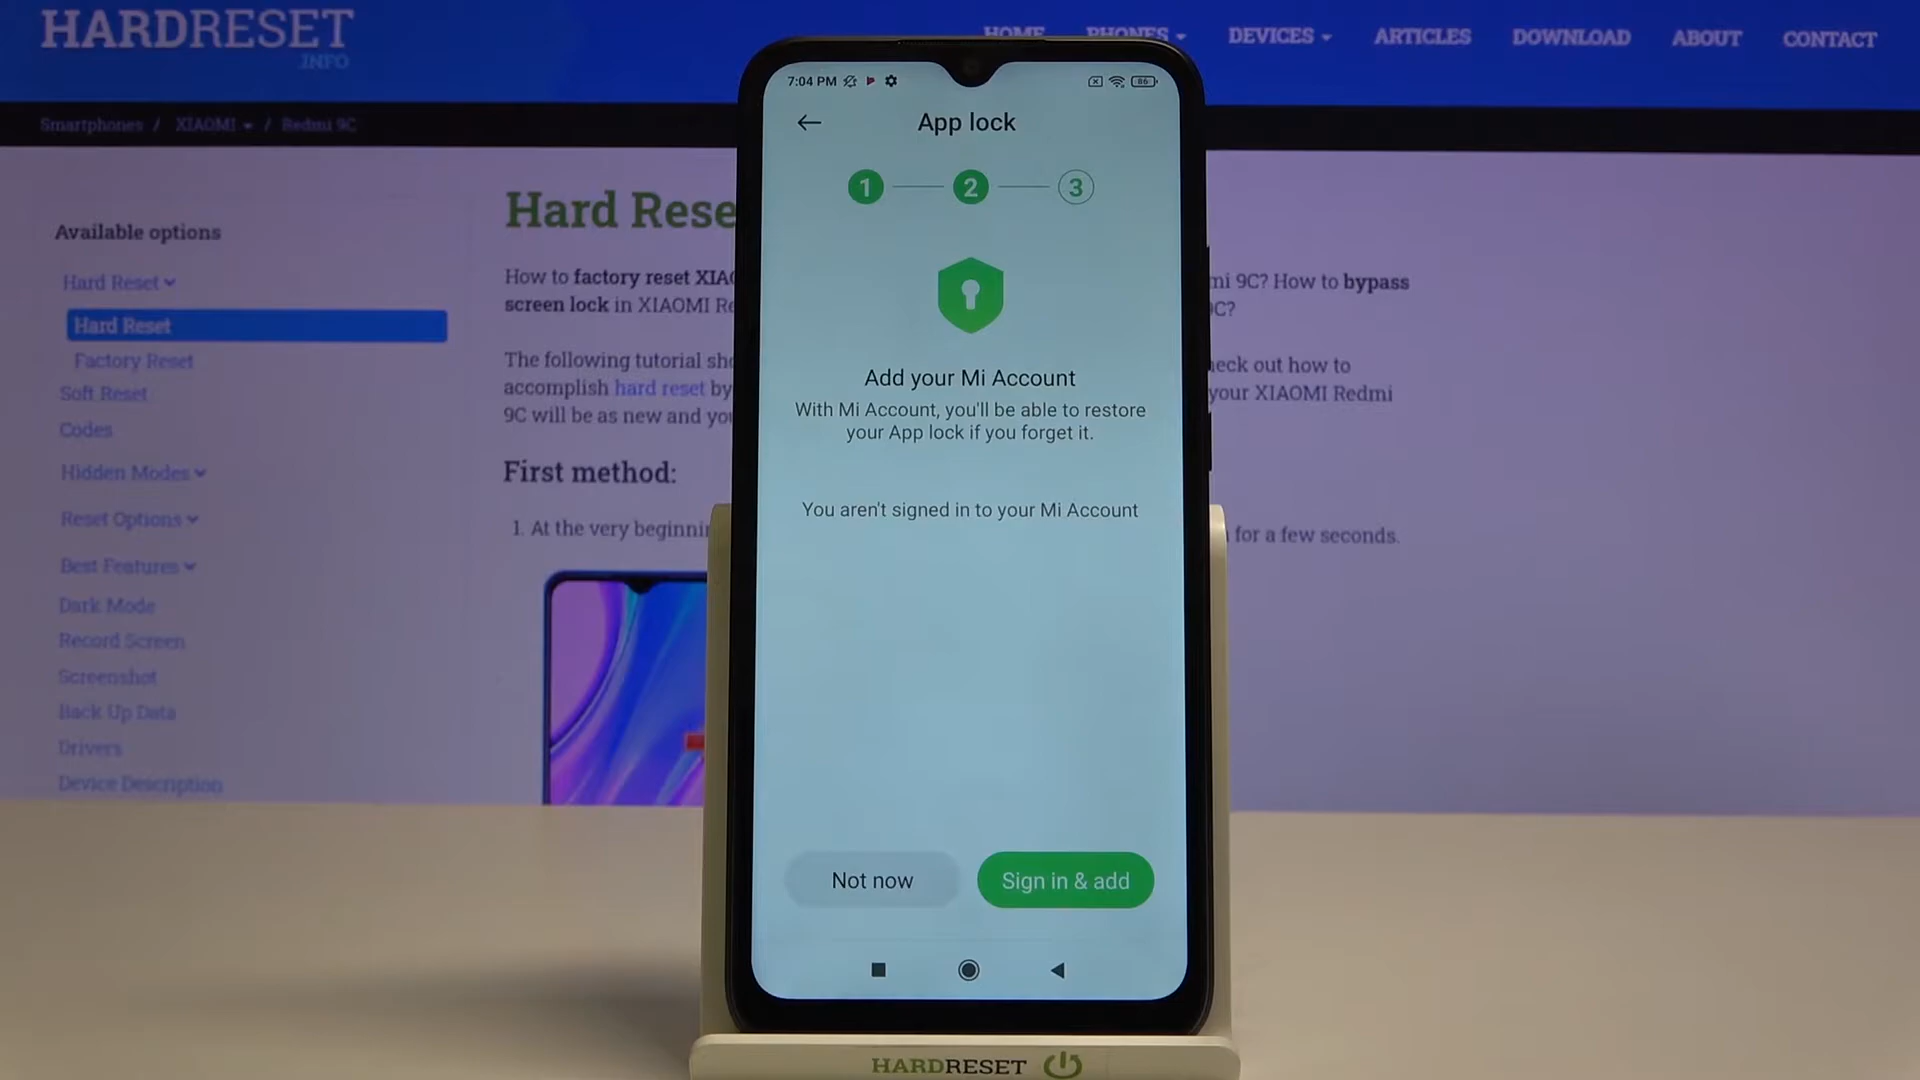 HARDRESET
.INFO
HOME PHONES DEVICES ARTICLES DOWNLOAD ABOUT CONTACT
Smartphones / XIAOMI / Redmi 9C
Available options
Hard Reset
Hard Reset
Factory Reset
Soft Reset
Codes
Hidden Modes
Reset Options
Best Features
Dark Mode
Record Screen
Screenshot
Back Up Data
Drivers
Device Description
Hard Rese
How to factory reset XIA
screen lock in XIAOMI Re
The following tutorial sh
accomplish hard reset by
9C will be as new and you
First method:
1. At the very beginnin
mi 9C? How to bypass
9C?
eck out how to
your XIAOMI Redmi
for a few seconds.
7:04 PM 86
App lock
1 2 3
Add your Mi Account
With Mi Account, you'll be able to restore
your App lock if you forget it.
You aren't signed in to your Mi Account
Not now Sign in & add
HARDRESET